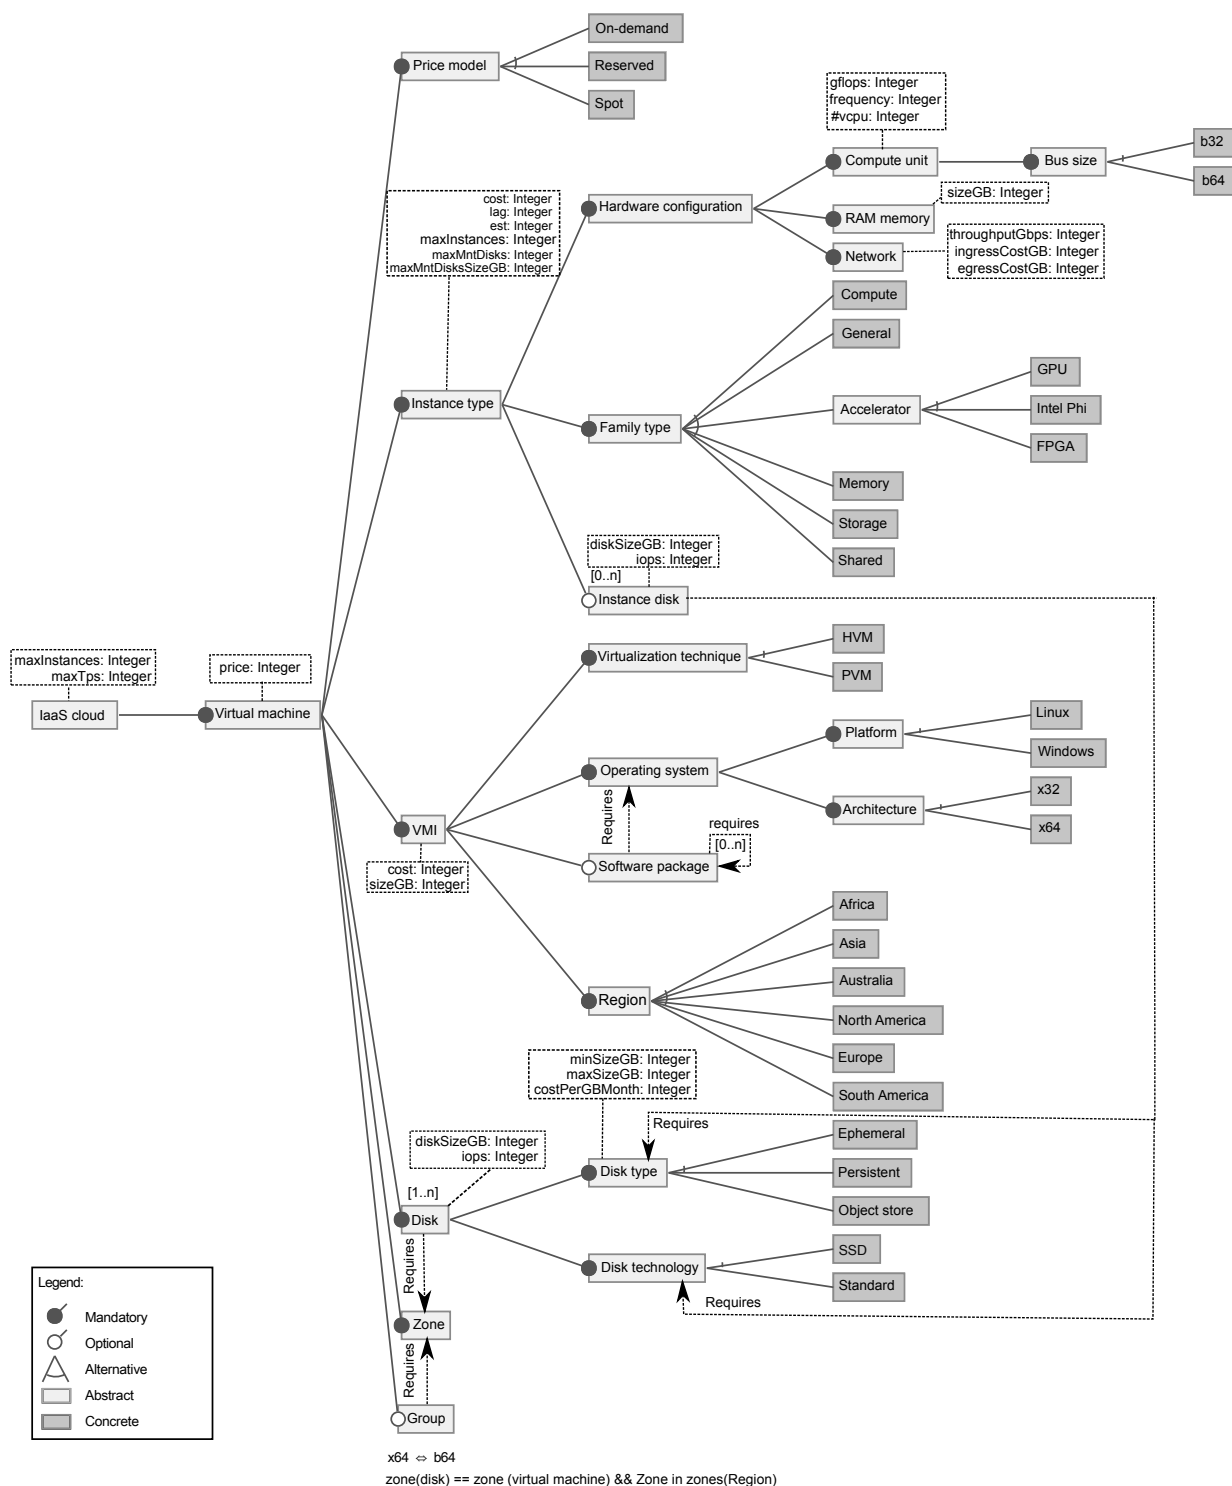 On-demand
Price model
Reserved
Spot
gflops: Integer
frequency: Integer
#vcpu: Integer
Compute unit
Bus size
b32
b64
cost: Integer
lag: Integer
est: Integer
maxInstances: Integer
maxMntDisks: Integer
maxMntDisksSizeGB: Integer
Hardware configuration
sizeGB: Integer
RAM memory
throughputGbps: Integer
ingressCostGB: Integer
egressCostGB: Integer
Network
Compute
General
GPU
Instance type
Accelerator
Intel Phi
Family type
FPGA
Memory
Storage
Shared
diskSizeGB: Integer
iops: Integer
[0..n]
Instance disk
HVM
Virtualization technique
PVM
maxInstances: Integer
maxTps: Integer
price: Integer
IaaS cloud
Virtual machine
Linux
Platform
Windows
Operating system
x32
Architecture
x64
Requires
requires
[0..n]
VMI
Software package
cost: Integer
sizeGB: Integer
Africa
Asia
Australia
Region
North America
Europe
South America
minSizeGB: Integer
maxSizeGB: Integer
costPerGBMonth: Integer
Requires
Ephemeral
diskSizeGB: Integer
iops: Integer
Disk type
Persistent
[1..n]
Disk
Object store
SSD
Disk technology
Standard
Requires
Requires
Zone
Requires
Group
Legend:
Mandatory
Optional
Alternative
Abstract
Concrete
x64 ⇔ b64
zone(disk) == zone (virtual machine) && Zone in zones(Region)